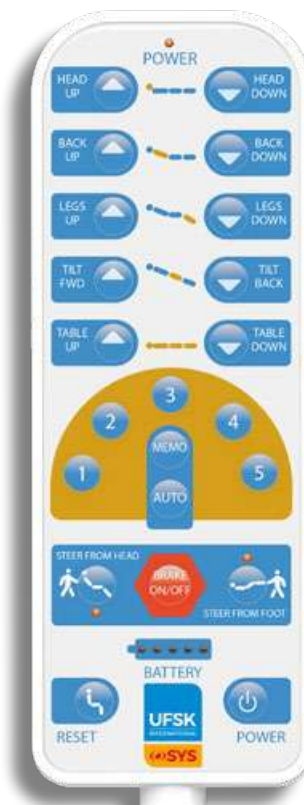 POWER
HEAD
UP
HEAD
DOWN
BACK
UP
BACK
DOWN
LEGS
UP
LEGS
DOWN
TILT
FWD
TILT
BACK
TABLE
UP
TABLE
DOWN
3
2
4
1
5
MEMO
AUTO
STEER FROM HEAD
BRAKE
ON/OFF
STEER FROM FOOT
BATTERY
RESET
UFSK
INTERNATIONAL
OSYS
POWER